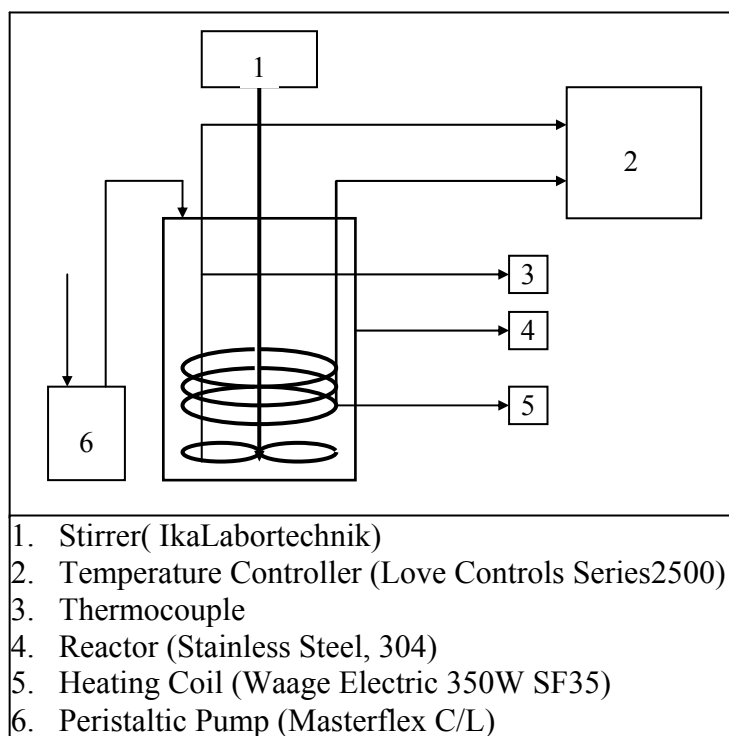 1
2
3
4
5
6
1. Stirrer( IkaLabortechnik)
2. Temperature Controller (Love Controls Series2500)
3. Thermocouple
4. Reactor (Stainless Steel, 304)
5. Heating Coil (Waage Electric 350W SF35)
6. Peristaltic Pump (Masterflex C/L)